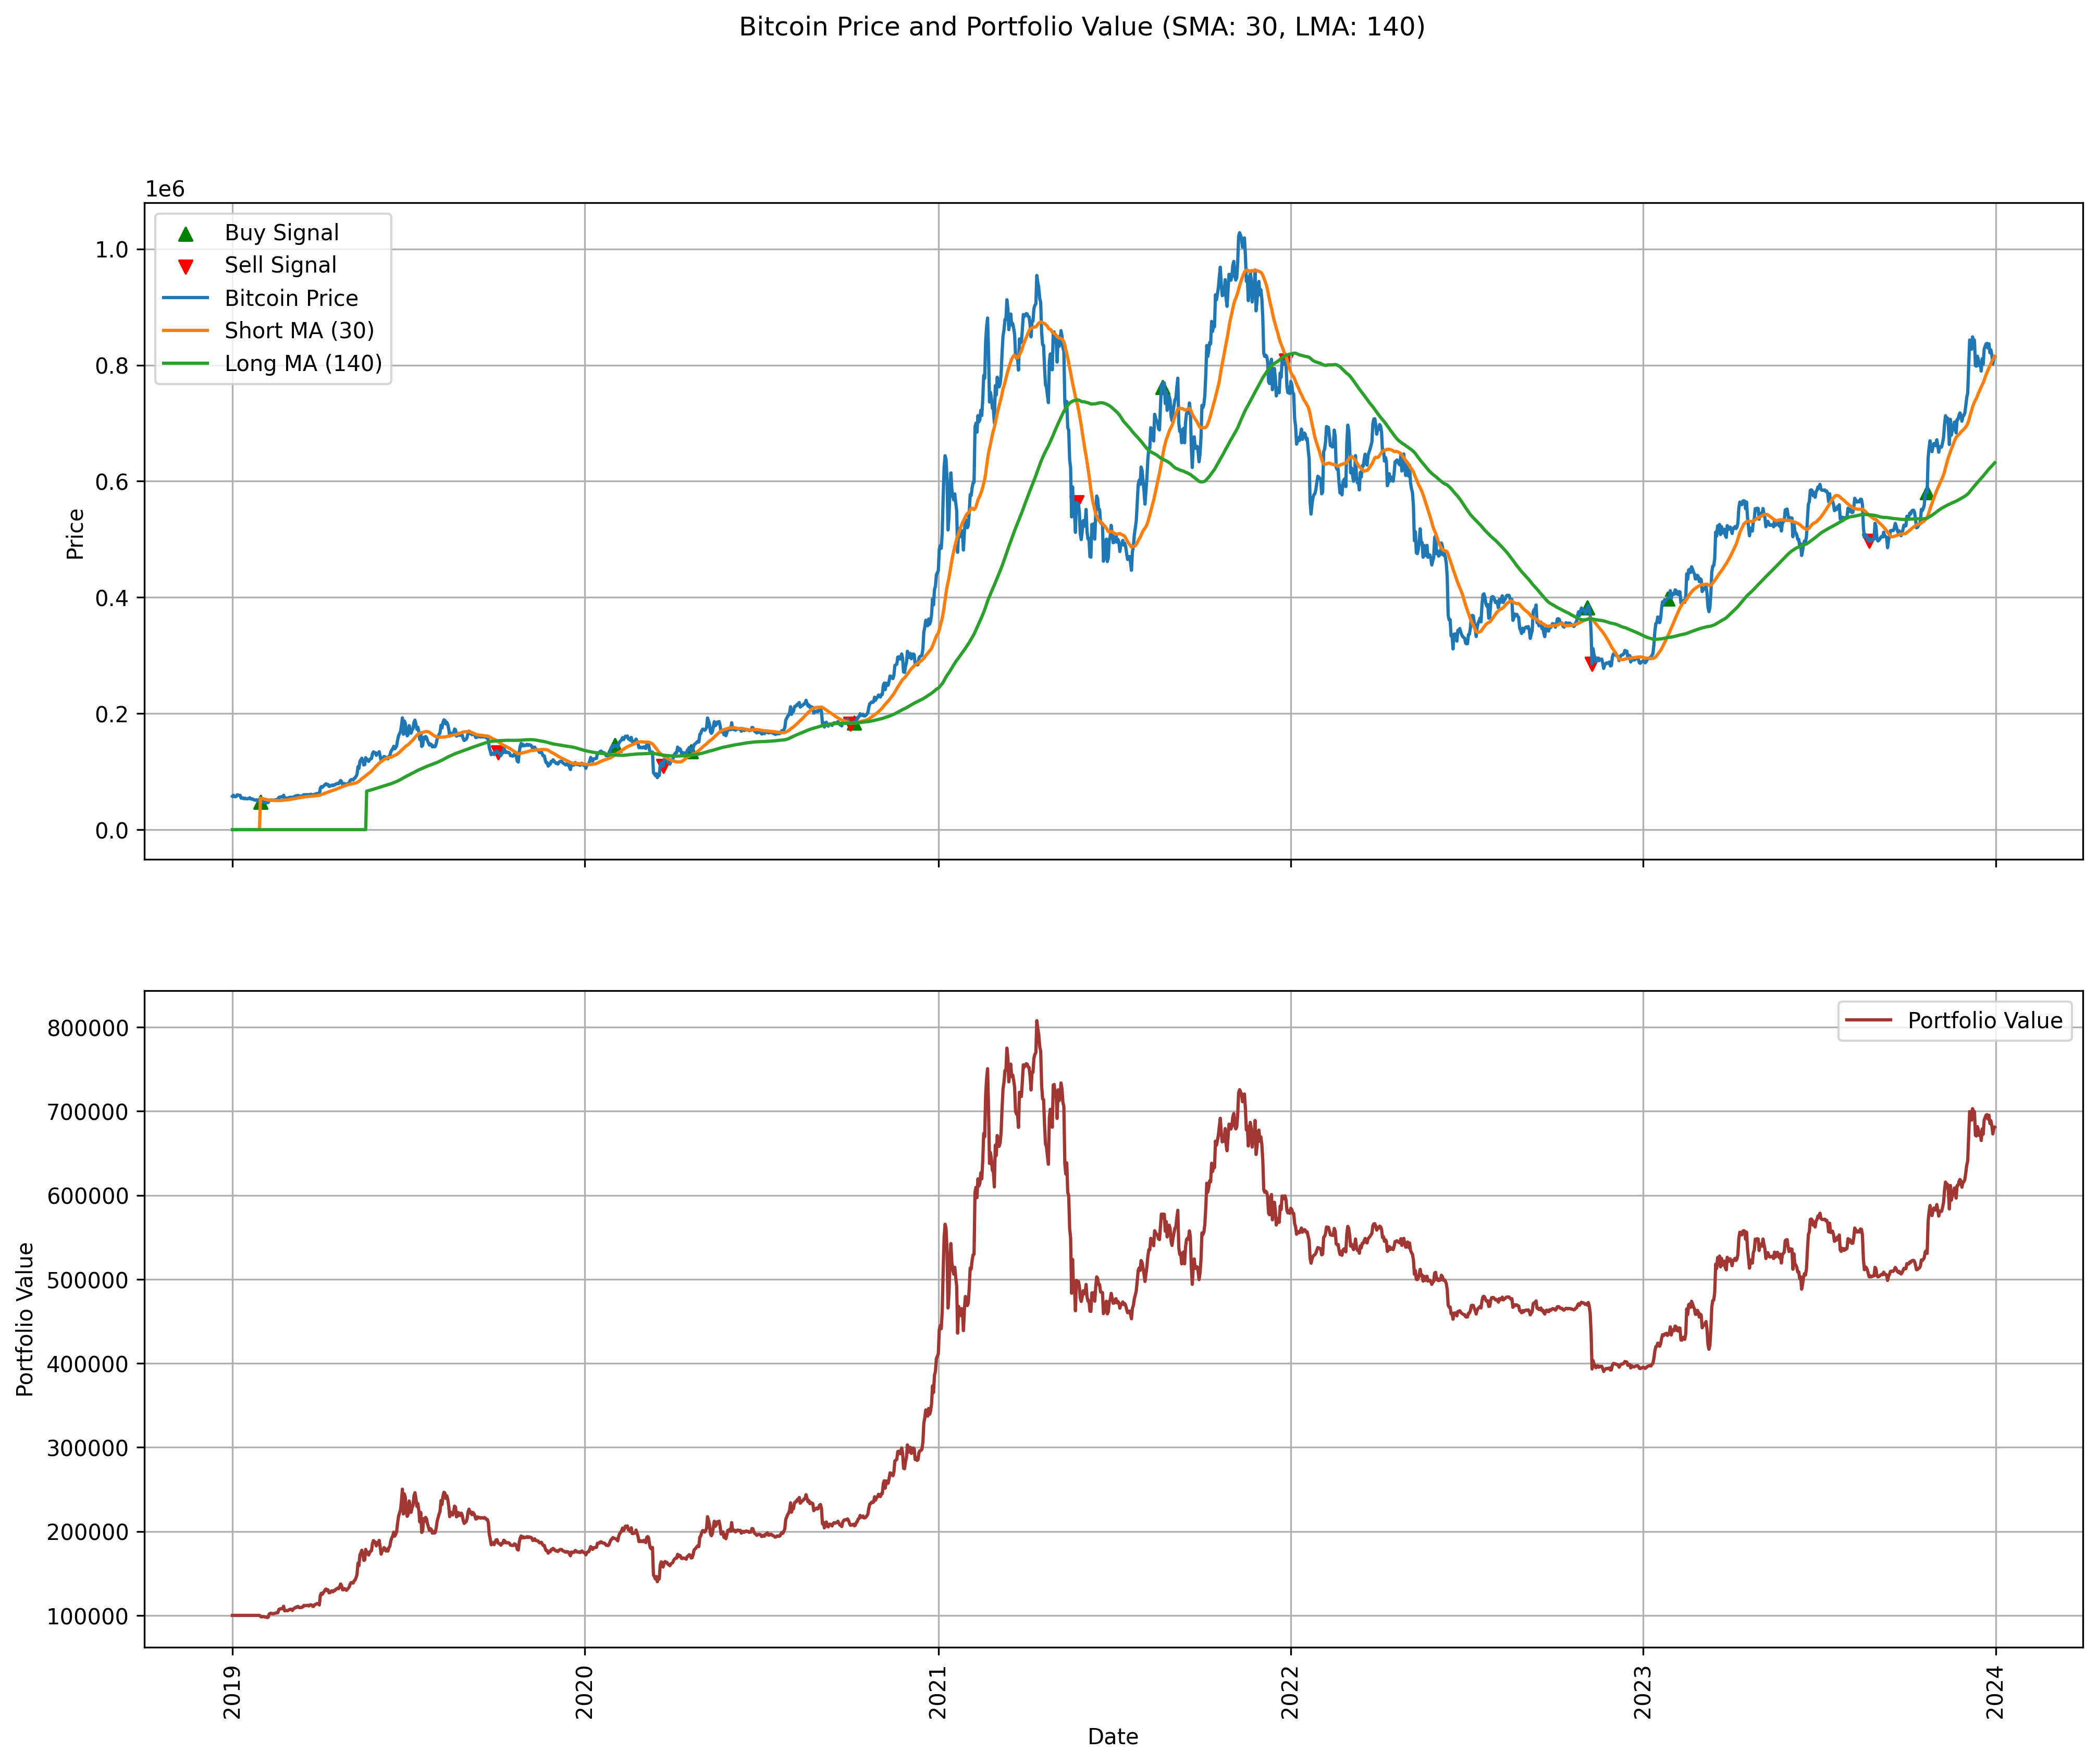 Bitcoin Price and Portfolio Value (SMA: 30, LMA: 140)
1e6
Buy Signal
Sell Signal
Bitcoin Price
Short MA (30)
Long MA (140)
1.0
0.8
0.6
0.4
0.2
0.0
Price
Portfolio Value
800000
700000
600000
500000
400000
300000
200000
100000
Portfolio Value
2019
2020
2021
2022
2023
2024
Date